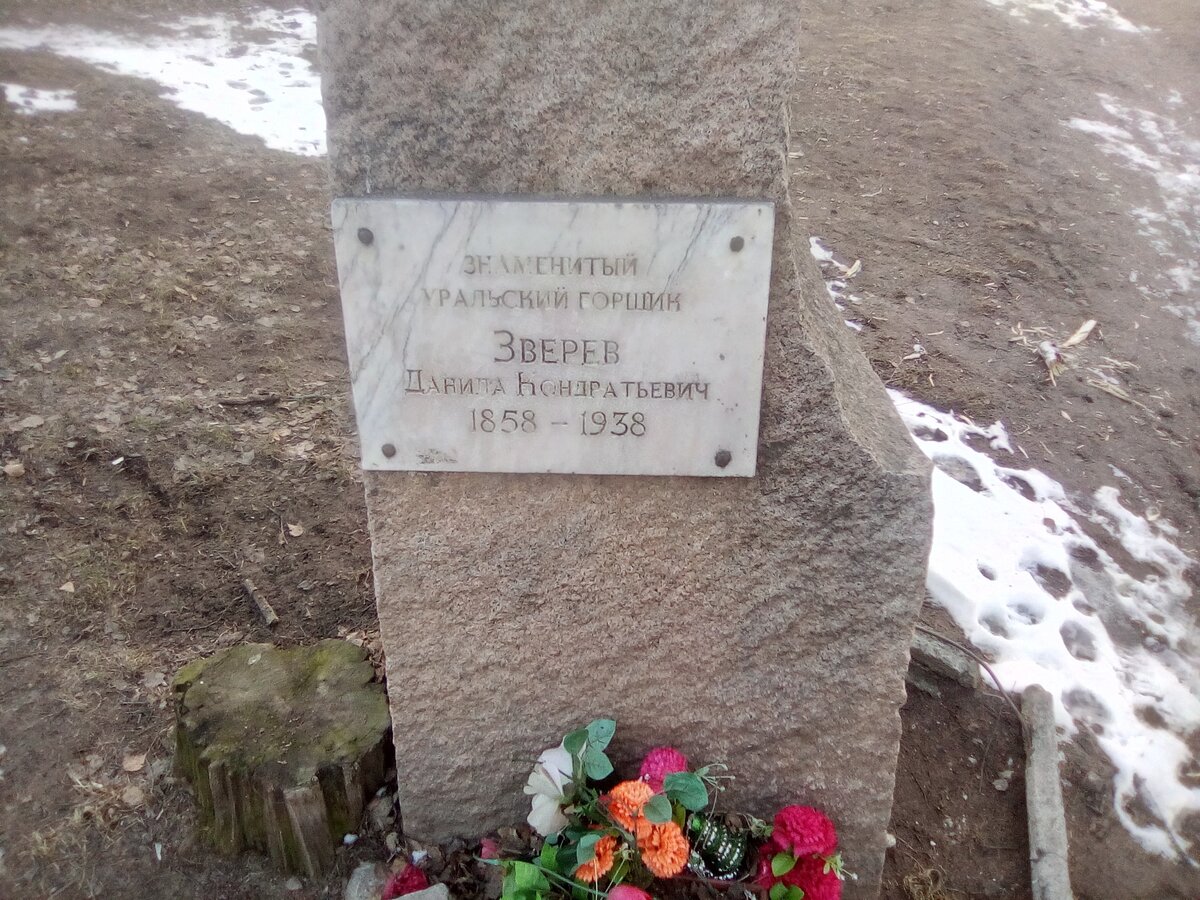 ЗНАМЕНИТЫЙ
УРАЛЬСКИЙ ГОРЩИК
ЗВЕРЕВ
ДАНИЛА КОНДРАТЬЕВИЧ
1858 – 1938